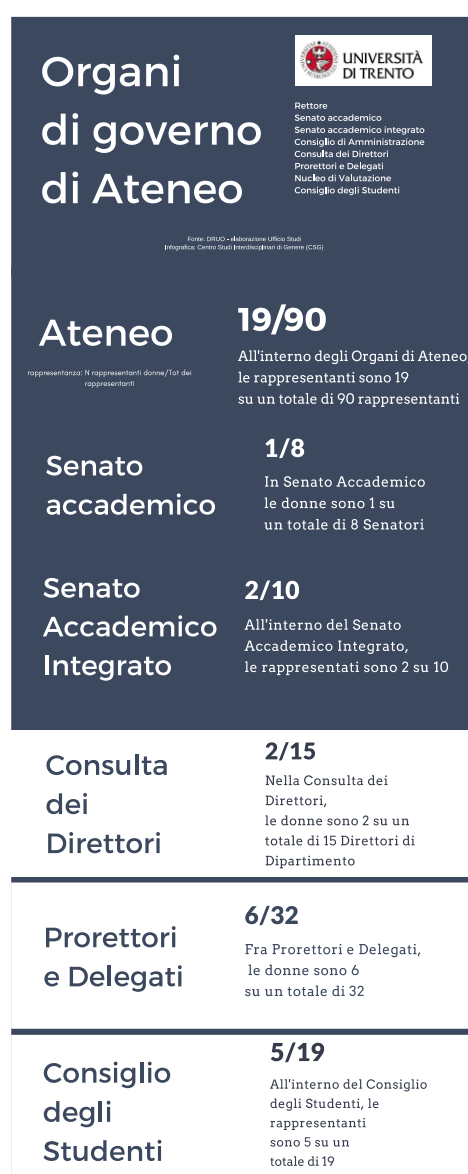 Organi
di governo
di Ateneo
UNIVERSITÀ
DI TRENTO
Rettore
Senato accademico
Senato accademico integrato
Consiglio di Amministrazione
Consulta dei Direttori
Prorettori e Delegati
Nucleo di Valutazione
Consiglio degli Studenti
Fonte: DRUO - elaborazione Ufficio Studi
Infografica: Centro Studi Interdisciplinari di Genere (CSG)
Ateneo
rappresentanza: N rappresentanti donne/Tot dei
rappresentanti
19/90
All'interno degli Organi di Ateneo
le rappresentanti sono 19
su un totale di 90 rappresentanti
Senato
accademico
1/8
In Senato Accademico
le donne sono 1 su
un totale di 8 Senatori
Senato
Accademico
Integrato
2/10
All'interno del Senato
Accademico Integrato,
le rappresentati sono 2 su 10
Consulta
dei
Direttori
2/15
Nella Consulta dei
Direttori,
le donne sono 2 su un
totale di 15 Direttori di
Dipartimento
Prorettori
e Delegati
6/32
Fra Prorettori e Delegati,
le donne sono 6
su un totale di 32
Consiglio
degli
Studenti
5/19
All'interno del Consiglio
degli Studenti, le
rappresentanti
sono 5 su un
totale di 19